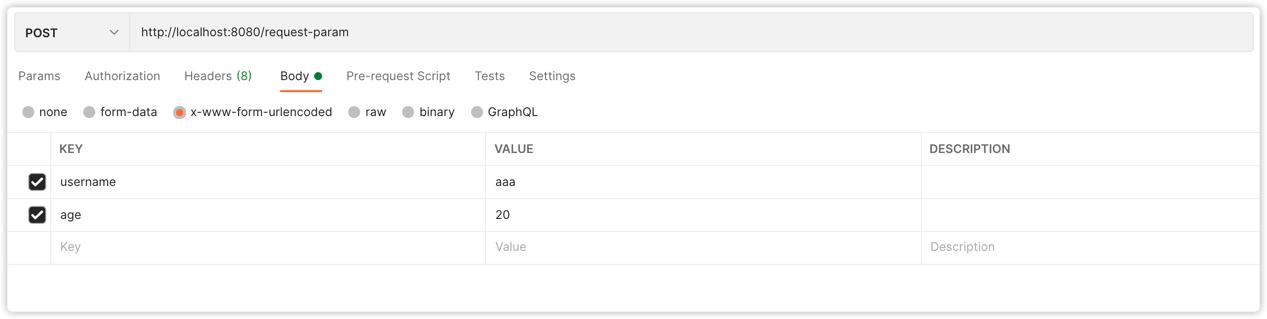 POST http://localhost:8080/request-param
Params Authorization Headers (8) Body Pre-request Script Tests Settings
none form-data x-www-form-urlencoded raw binary GraphQL
KEY VALUE DESCRIPTION
username aaa
age 20
Key Value Description